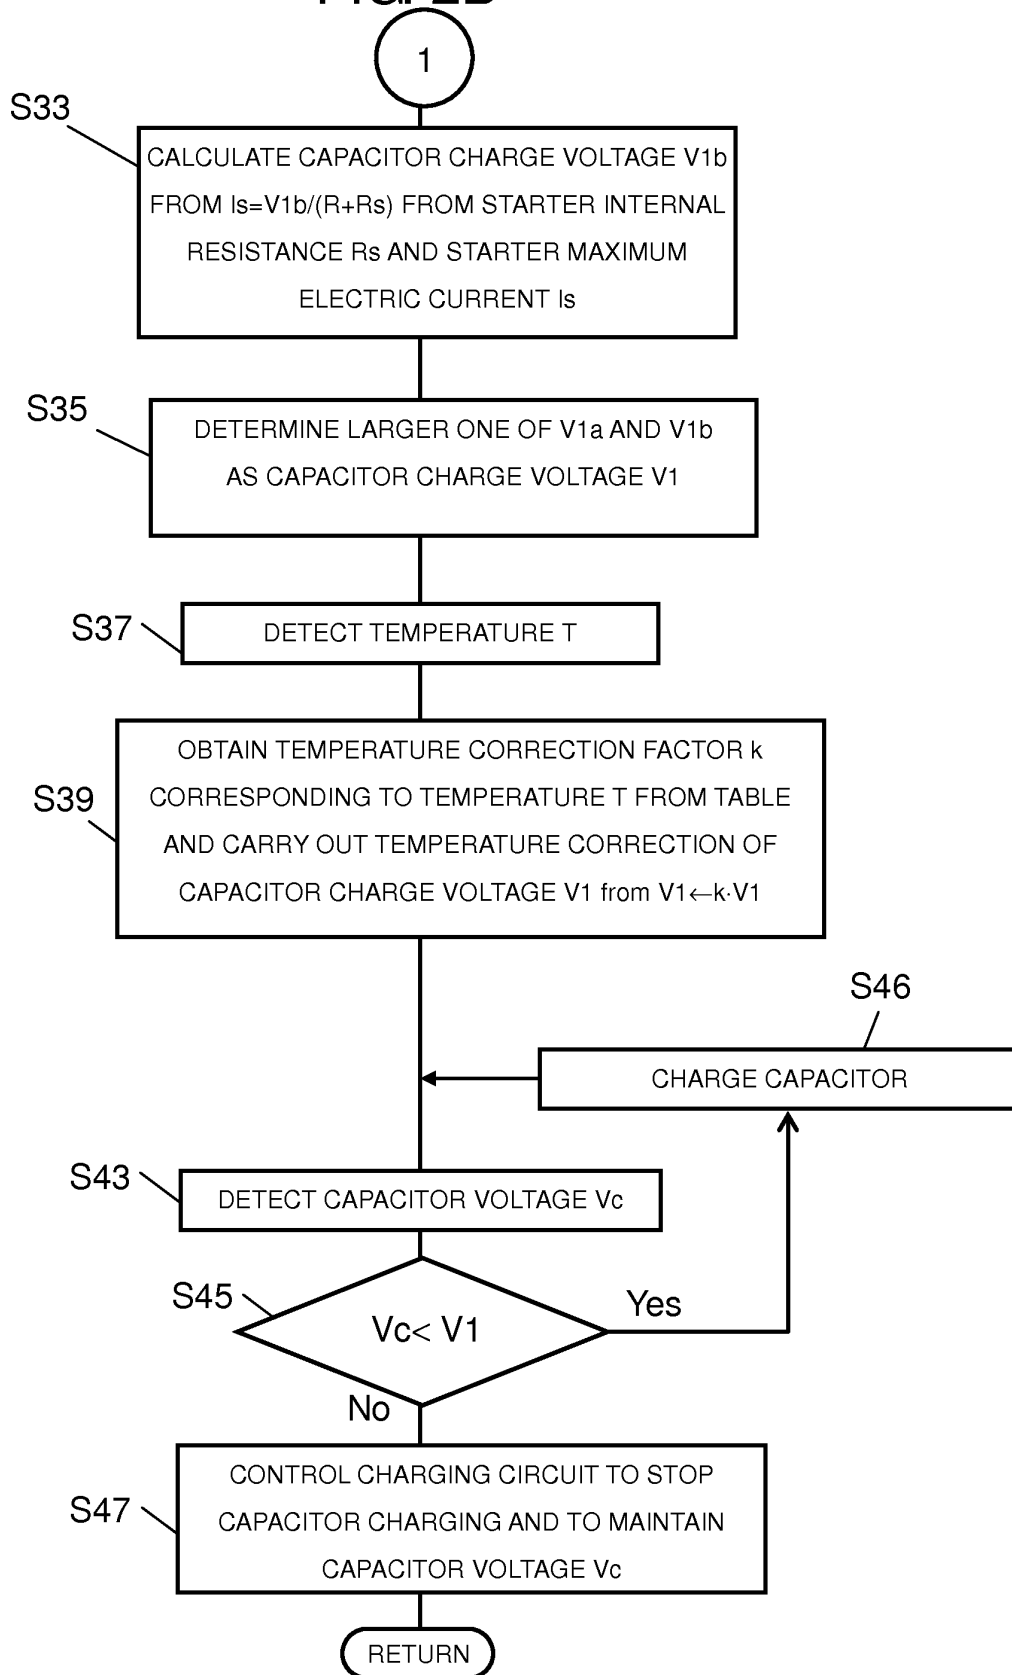 1
S33
CALCULATE CAPACITOR CHARGE VOLTAGE V1b
FROM Is=V1b/(R+Rs) FROM STARTER INTERNAL
RESISTANCE Rs AND STARTER MAXIMUM
ELECTRIC CURRENT Is
S35
DETERMINE LARGER ONE OF V1a AND V1b
AS CAPACITOR CHARGE VOLTAGE V1
S37
DETECT TEMPERATURE T
S39
OBTAIN TEMPERATURE CORRECTION FACTOR k
CORRESPONDING TO TEMPERATURE T FROM TABLE
AND CARRY OUT TEMPERATURE CORRECTION OF
CAPACITOR CHARGE VOLTAGE V1 from V1←k·V1
S46
CHARGE CAPACITOR
S43
DETECT CAPACITOR VOLTAGE Vc
S45
Vc< V1
Yes
No
S47
CONTROL CHARGING CIRCUIT TO STOP
CAPACITOR CHARGING AND TO MAINTAIN
CAPACITOR VOLTAGE Vc
RETURN